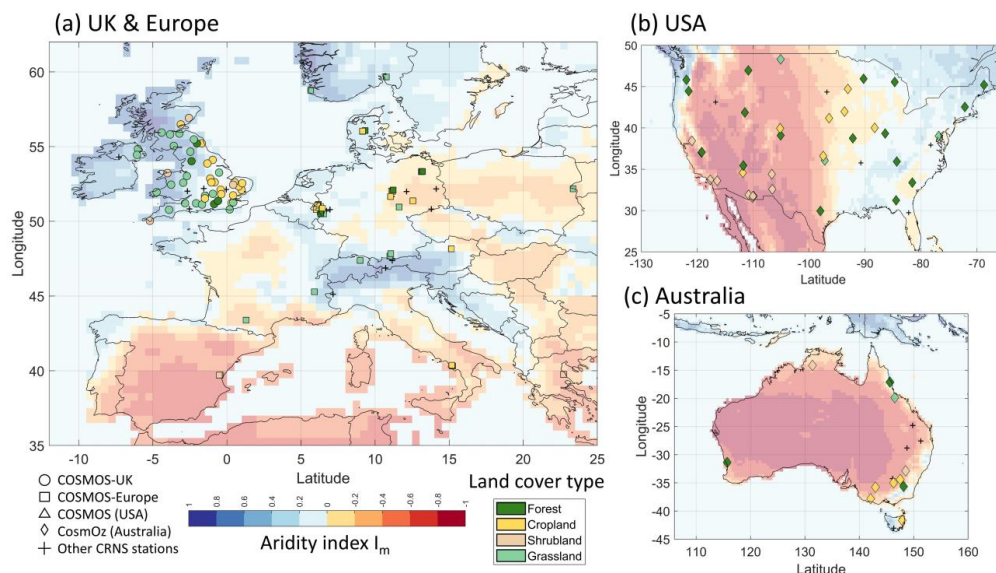 (a) UK & Europe
Longitude
60
55
50
45
40
35
-10
-5
0
5
10
15
20
25
Latitude
(b) USA
Longitude
50
45
40
35
30
25
-130
-120
-110
-100
-90
-80
-70
Latitude
(c) Australia
Longitude
-5
-10
-15
-20
-25
-30
-35
-40
-45
110
120
130
140
150
160
Latitude
COSMOS-UK
COSMOS-Europe
COSMOS (USA)
CosmOz (Australia)
Other CRNS stations
1
0.8
0.6
0.4
0.2
0
-0.2
-0.4
-0.6
-0.8
-1
Aridity index Im
Land cover type
Forest
Cropland
Shrubland
Grassland